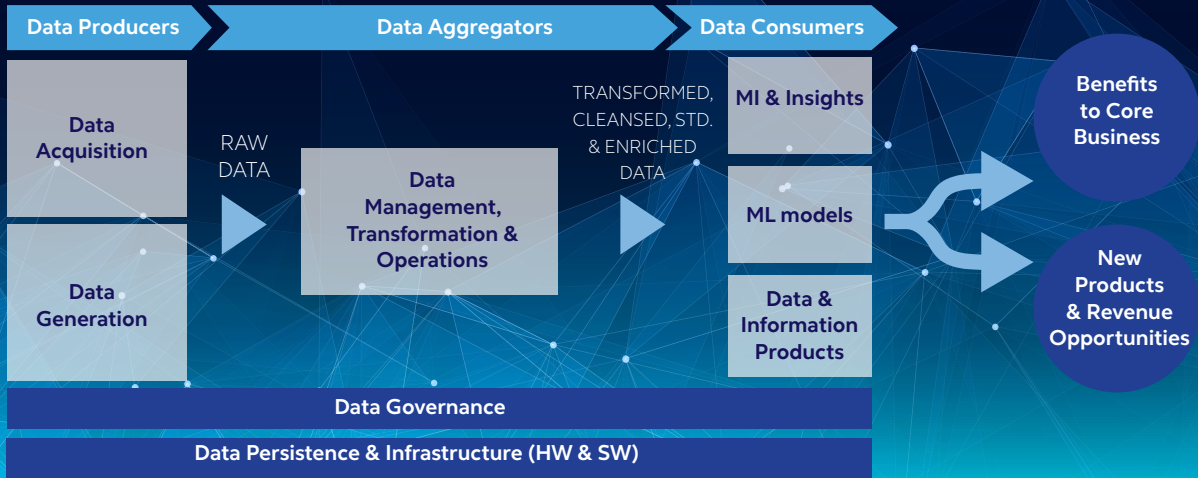 Data Producers
Data Aggregators
Data Consumers
Data
Acquisition
Data
Generation
RAW
DATA
Data
Management,
Transformation &
Operations
TRANSFORMED,
CLEANSED, STD.
& ENRICHED
DATA
MI & Insights
ML models
Data &
Information
Products
Benefits
to Core
Business
New
Products
& Revenue
Opportunities
Data Governance
Data Persistence & Infrastructure (HW & SW)